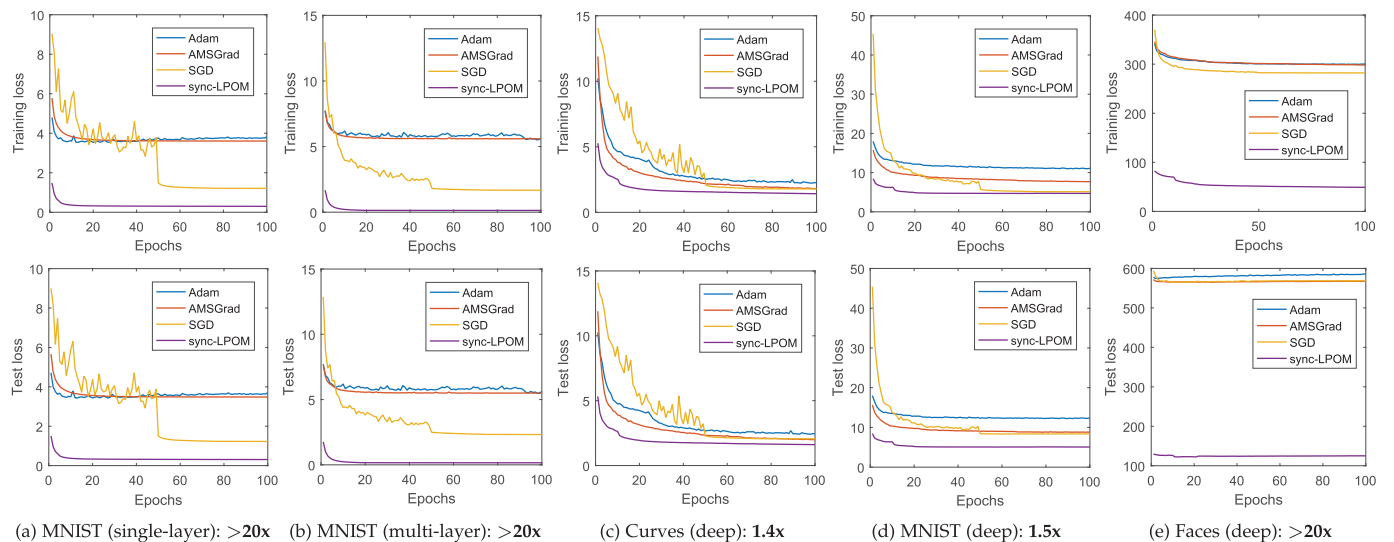 10
8
6
4
2
0
Training loss
0 20 40 60 80 100
Epochs
Adam
AMSGrad
SGD
sync-LPOM
15
10
5
0
Training loss
0 20 40 60 80 100
Epochs
Adam
AMSGrad
SGD
sync-LPOM
15
10
5
0
Training loss
0 20 40 60 80 100
Epochs
Adam
AMSGrad
SGD
sync-LPOM
50
40
30
20
10
0
Training loss
0 20 40 60 80 100
Epochs
Adam
AMSGrad
SGD
sync-LPOM
400
300
200
100
0
Training loss
0 50 100
Epochs
Adam
AMSGrad
SGD
sync-LPOM
10
8
6
4
2
0
Test loss
0 20 40 60 80 100
Epochs
Adam
AMSGrad
SGD
sync-LPOM
15
10
5
0
Test loss
0 20 40 60 80 100
Epochs
Adam
AMSGrad
SGD
sync-LPOM
15
10
5
0
Test loss
0 20 40 60 80 100
Epochs
Adam
AMSGrad
SGD
sync-LPOM
50
40
30
20
10
0
Test loss
0 20 40 60 80 100
Epochs
Adam
AMSGrad
SGD
sync-LPOM
600
500
400
300
200
100
Test loss
0 20 40 60 80 100
Epochs
Adam
AMSGrad
SGD
sync-LPOM
(a) MNIST (single-layer): >20x
(b) MNIST (multi-layer): >20x
(c) Curves (deep): 1.4x
(d) MNIST (deep): 1.5x
(e) Faces (deep): >20x